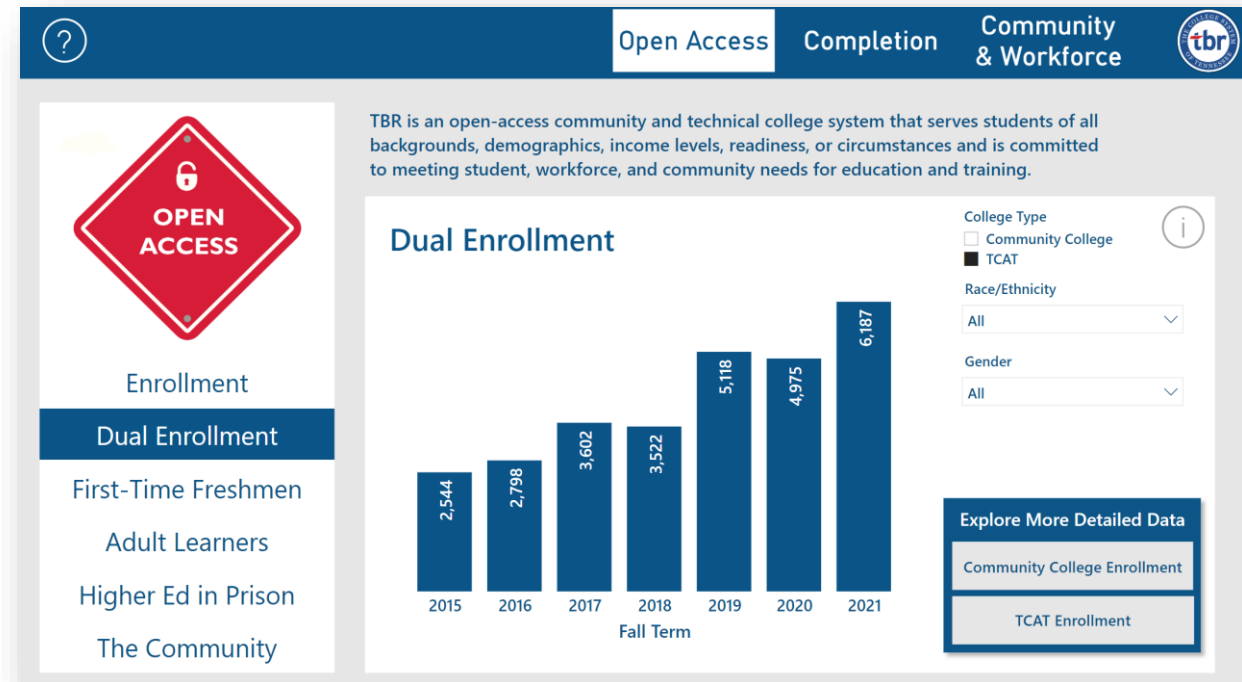 ?
Open Access
Completion
Community
& Workforce
THE COLLEGE SYSTEM
tbr
OF TENNESSEE
OPEN
ACCESS
Enrollment
Dual Enrollment
First-Time Freshmen
Adult Learners
Higher Ed in Prison
The Community
TBR is an open-access community and technical college system that serves students of all
backgrounds, demographics, income levels, readiness, or circumstances and is committed
to meeting student, workforce, and community needs for education and training.
Dual Enrollment
2,544
2,798
3,602
3,522
5,118
4,975
6,187
2015 2016 2017 2018 2019 2020 2021
Fall Term
College Type
Community College
TCAT
i
Race/Ethnicity
All
Gender
All
Explore More Detailed Data
Community College Enrollment
TCAT Enrollment